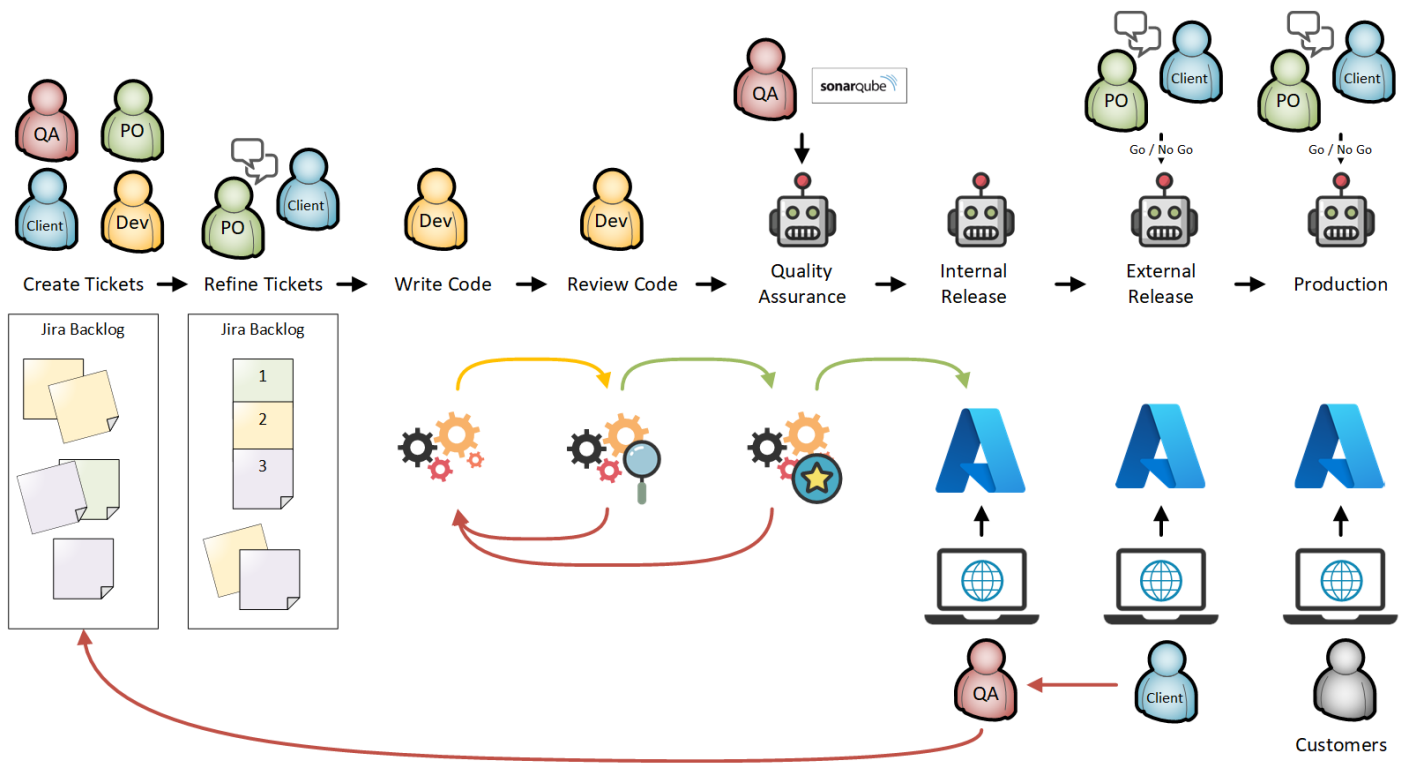 QA
PO
Client
Dev
PO
Client
Dev
Dev
QA
sonarqube
PO
Client
Go / No Go
PO
Client
Go / No Go
Create Tickets
Refine Tickets
Write Code
Review Code
Quality
Assurance
Internal
Release
External
Release
Production
Jira Backlog
Jira Backlog
1
2
3
QA
Client
Customers